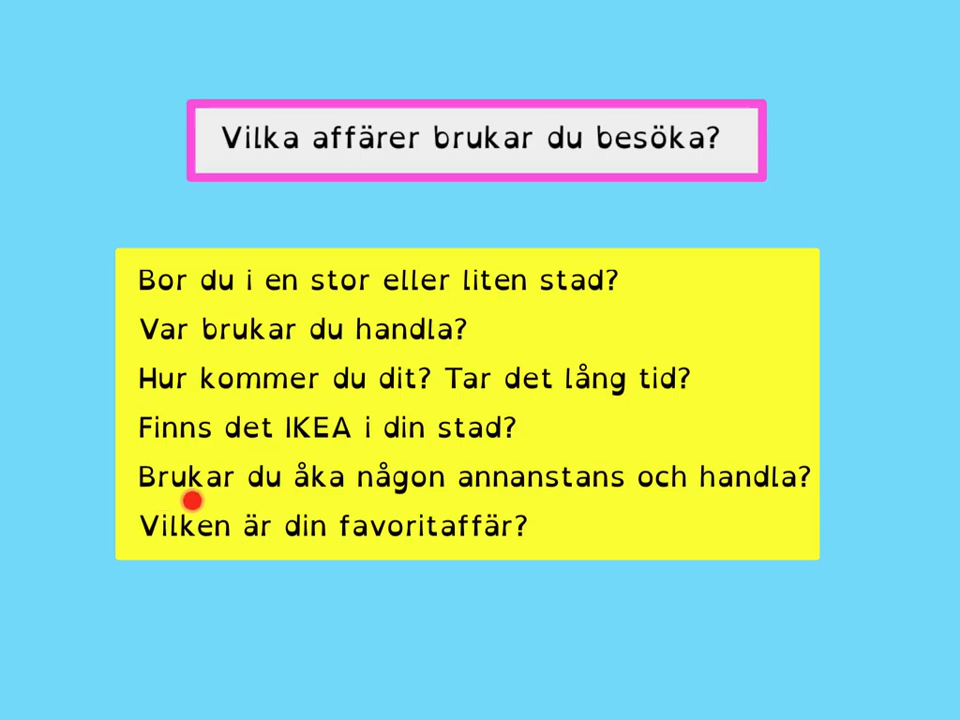 Vilka affärer brukar du besöka?
Bor du i en stor eller liten stad?
Var brukar du handla?
Hur kommer du dit? Tar det lång tid?
Finns det IKEA i din stad?
Brukar du åka någon annanstans och handla?
Vilken är din favoritaffär?